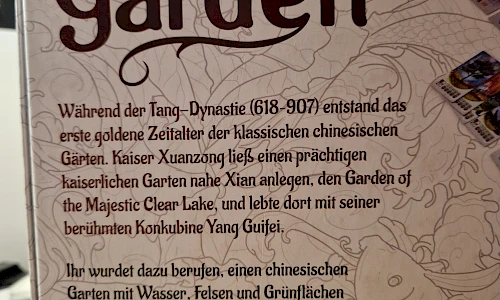 garden
Während der Tang-Dynastie (618-907) entstand das
erste goldene Zeitalter der klassischen chinesischen
Gärten. Kaiser Xuanzong ließ einen prächtigen
kaiserlichen Garten nahe Xian anlegen, den Garden of
the Majestic Clear Lake, und lebte dort mit seiner
berühmten Konkubine Yang Guifei.
Ihr wurdet dazu berufen, einen chinesischen
Garten mit Wasser, Felsen und Grünflächen